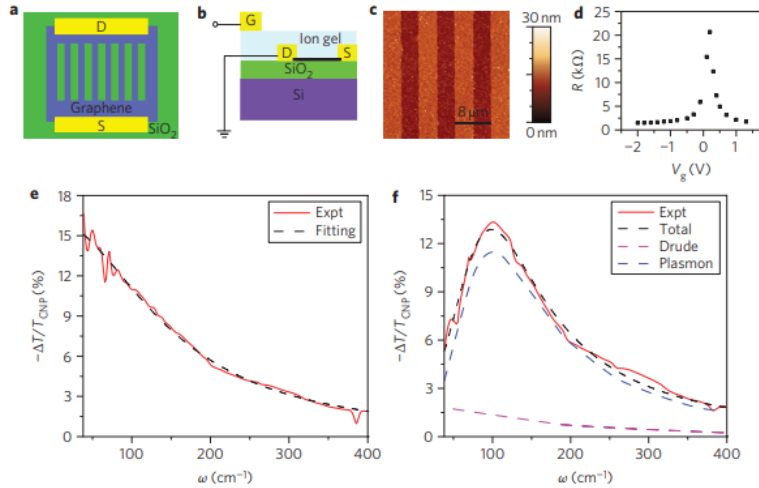 a
D
Graphene
S
SiO₂
b
G
Ion gel
D
S
SiO₂
Si
c
30 nm
0 nm
8 μm
d
R (kΩ)
25
20
15
10
5
0
−2 −1 0 1
Vg (V)
e
−ΔT/TCNP (%)
18
15
12
9
6
3
0
Expt
Fitting
100 200 300 400
ω (cm⁻¹)
f
−ΔT/TCNP (%)
15
12
9
6
3
0
Expt
Total
Drude
Plasmon
100 200 300 400
ω (cm⁻¹)